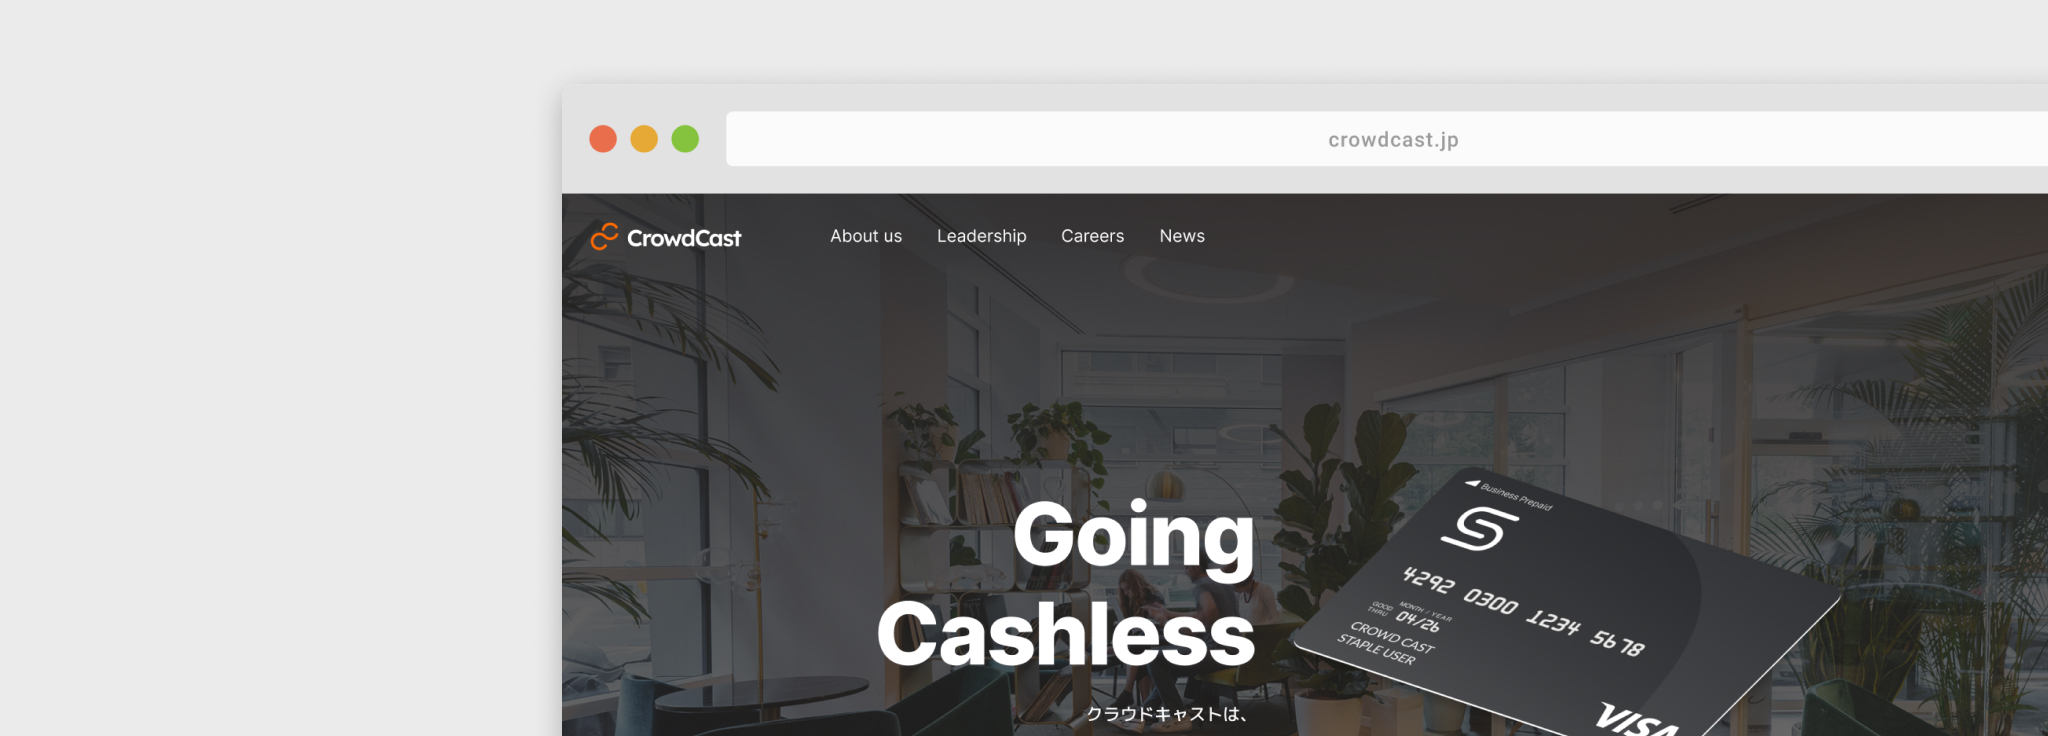 crowdcast.jp
CrowdCast
About us
Leadership
Careers
News
Going
Cashless
クラウドキャストは、
Business Prepaid
4292 0300 1234 5678
GOOD THRU
MONTH / YEAR
04/26
CROWD CAST
STAPLE USER
VISA